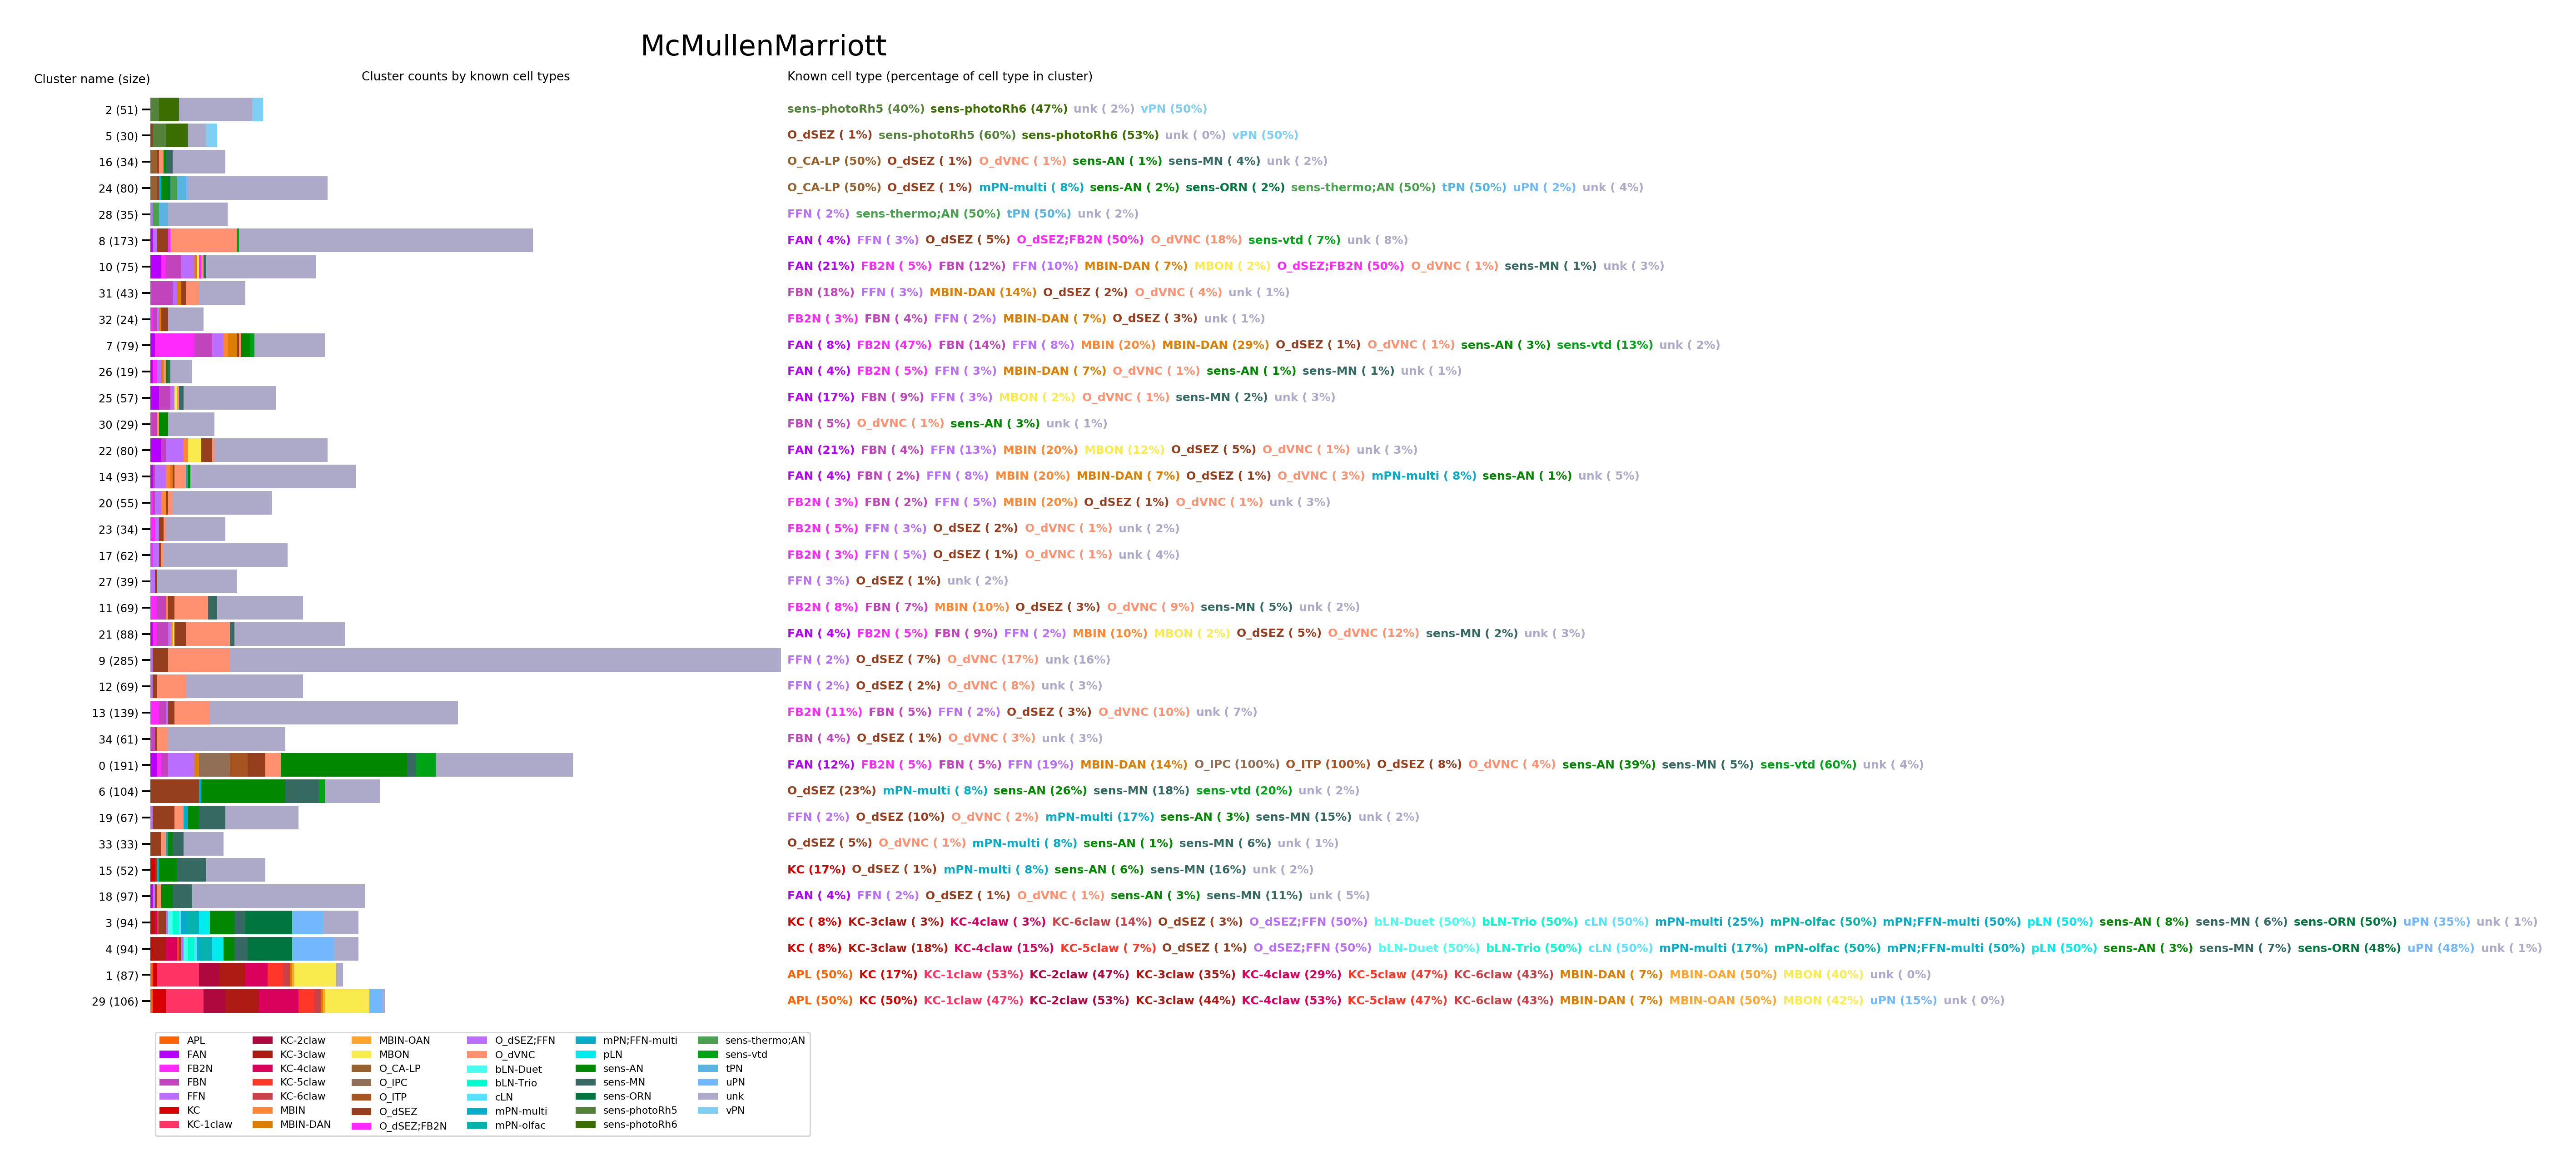 McMullenMarriott
Cluster name (size) Cluster counts by known cell types Known cell type (percentage of cell type in cluster)
2 (51) sens-photoRh5 (40%) sens-photoRh6 (47%) unk ( 2%) vPN (50%)
5 (30) O_dSEZ ( 1%) sens-photoRh5 (60%) sens-photoRh6 (53%) unk ( 0%) vPN (50%)
16 (34) O_CA-LP (50%) O_dSEZ ( 1%) O_dVNC ( 1%) sens-AN ( 1%) sens-MN ( 4%) unk ( 2%)
24 (80) O_CA-LP (50%) O_dSEZ ( 1%) mPN-multi ( 8%) sens-AN ( 2%) sens-ORN ( 2%) sens-thermo;AN (50%) tPN (50%) uPN ( 2%) unk ( 4%)
28 (35) FFN ( 2%) sens-thermo;AN (50%) tPN (50%) unk ( 2%)
8 (173) FAN ( 4%) FFN ( 3%) O_dSEZ ( 5%) O_dSEZ;FB2N (50%) O_dVNC (18%) sens-vtd ( 7%) unk ( 8%)
10 (75) FAN (21%) FB2N ( 5%) FBN (12%) FFN (10%) MBIN-DAN ( 7%) MBON ( 2%) O_dSEZ;FB2N (50%) O_dVNC ( 1%) sens-MN ( 1%) unk ( 3%)
31 (43) FBN (18%) FFN ( 3%) MBIN-DAN (14%) O_dSEZ ( 2%) O_dVNC ( 4%) unk ( 1%)
32 (24) FB2N ( 3%) FBN ( 4%) FFN ( 2%) MBIN-DAN ( 7%) O_dSEZ ( 3%) unk ( 1%)
7 (79) FAN ( 8%) FB2N (47%) FBN (14%) FFN ( 8%) MBIN (20%) MBIN-DAN (29%) O_dSEZ ( 1%) O_dVNC ( 1%) sens-AN ( 3%) sens-vtd (13%) unk ( 2%)
26 (19) FAN ( 4%) FB2N ( 5%) FFN ( 3%) MBIN-DAN ( 7%) O_dVNC ( 1%) sens-AN ( 1%) sens-MN ( 1%) unk ( 1%)
25 (57) FAN (17%) FBN ( 9%) FFN ( 3%) MBON ( 2%) O_dVNC ( 1%) sens-MN ( 2%) unk ( 3%)
30 (29) FBN ( 5%) O_dVNC ( 1%) sens-AN ( 3%) unk ( 1%)
22 (80) FAN (21%) FBN ( 4%) FFN (13%) MBIN (20%) MBON (12%) O_dSEZ ( 5%) O_dVNC ( 1%) unk ( 3%)
14 (93) FAN ( 4%) FBN ( 2%) FFN ( 8%) MBIN (20%) MBIN-DAN ( 7%) O_dSEZ ( 1%) O_dVNC ( 3%) mPN-multi ( 8%) sens-AN ( 1%) unk ( 5%)
20 (55) FB2N ( 3%) FBN ( 2%) FFN ( 5%) MBIN (20%) O_dSEZ ( 1%) O_dVNC ( 1%) unk ( 3%)
23 (34) FB2N ( 5%) FFN ( 3%) O_dSEZ ( 2%) O_dVNC ( 1%) unk ( 2%)
17 (62) FB2N ( 3%) FFN ( 5%) O_dSEZ ( 1%) O_dVNC ( 1%) unk ( 4%)
27 (39) FFN ( 3%) O_dSEZ ( 1%) unk ( 2%)
11 (69) FB2N ( 8%) FBN ( 7%) MBIN (10%) O_dSEZ ( 3%) O_dVNC ( 9%) sens-MN ( 5%) unk ( 2%)
21 (88) FAN ( 4%) FB2N ( 5%) FBN ( 9%) FFN ( 2%) MBIN (10%) MBON ( 2%) O_dSEZ ( 5%) O_dVNC (12%) sens-MN ( 2%) unk ( 3%)
9 (285) FFN ( 2%) O_dSEZ ( 7%) O_dVNC (17%) unk (16%)
12 (69) FFN ( 2%) O_dSEZ ( 2%) O_dVNC ( 8%) unk ( 3%)
13 (139) FB2N (11%) FBN ( 5%) FFN ( 2%) O_dSEZ ( 3%) O_dVNC (10%) unk ( 7%)
34 (61) FBN ( 4%) O_dSEZ ( 1%) O_dVNC ( 3%) unk ( 3%)
0 (191) FAN (12%) FB2N ( 5%) FBN ( 5%) FFN (19%) MBIN-DAN (14%) O_IPC (100%) O_ITP (100%) O_dSEZ ( 8%) O_dVNC ( 4%) sens-AN (39%) sens-MN ( 5%) sens-vtd (60%) unk ( 4%)
6 (104) O_dSEZ (23%) mPN-multi ( 8%) sens-AN (26%) sens-MN (18%) sens-vtd (20%) unk ( 2%)
19 (67) FFN ( 2%) O_dSEZ (10%) O_dVNC ( 2%) mPN-multi (17%) sens-AN ( 3%) sens-MN (15%) unk ( 2%)
33 (33) O_dSEZ ( 5%) O_dVNC ( 1%) mPN-multi ( 8%) sens-AN ( 1%) sens-MN ( 6%) unk ( 1%)
15 (52) KC (17%) O_dSEZ ( 1%) mPN-multi ( 8%) sens-AN ( 6%) sens-MN (16%) unk ( 2%)
18 (97) FAN ( 4%) FFN ( 2%) O_dSEZ ( 1%) O_dVNC ( 1%) sens-AN ( 3%) sens-MN (11%) unk ( 5%)
3 (94) KC ( 8%) KC-3claw ( 3%) KC-4claw ( 3%) KC-6claw (14%) O_dSEZ ( 3%) O_dSEZ;FFN (50%) bLN-Duet (50%) bLN-Trio (50%) cLN (50%) mPN-multi (25%) mPN-olfac (50%) mPN;FFN-multi (50%) pLN (50%) sens-AN ( 8%) sens-MN ( 6%) sens-ORN (50%) uPN (35%) unk ( 1%)
4 (94) KC ( 8%) KC-3claw (18%) KC-4claw (15%) KC-5claw ( 7%) O_dSEZ ( 1%) O_dSEZ;FFN (50%) bLN-Duet (50%) bLN-Trio (50%) cLN (50%) mPN-multi (17%) mPN-olfac (50%) mPN;FFN-multi (50%) pLN (50%) sens-AN ( 3%) sens-MN ( 7%) sens-ORN (48%) uPN (48%) unk ( 1%)
1 (87) APL (50%) KC (17%) KC-1claw (53%) KC-2claw (47%) KC-3claw (35%) KC-4claw (29%) KC-5claw (47%) KC-6claw (43%) MBIN-DAN ( 7%) MBIN-OAN (50%) MBON (40%) unk ( 0%)
29 (106) APL (50%) KC (50%) KC-1claw (47%) KC-2claw (53%) KC-3claw (44%) KC-4claw (53%) KC-5claw (47%) KC-6claw (43%) MBIN-DAN ( 7%) MBIN-OAN (50%) MBON (42%) uPN (15%) unk ( 0%)
APL KC-2claw MBIN-OAN O_dSEZ;FFN mPN;FFN-multi sens-thermo;AN
FAN KC-3claw MBON O_dVNC pLN sens-vtd
FB2N KC-4claw O_CA-LP bLN-Duet sens-AN tPN
FBN KC-5claw O_IPC bLN-Trio sens-MN uPN
FFN KC-6claw O_ITP cLN sens-ORN unk
KC MBIN O_dSEZ mPN-multi sens-photoRh5 vPN
KC-1claw MBIN-DAN O_dSEZ;FB2N mPN-olfac sens-photoRh6